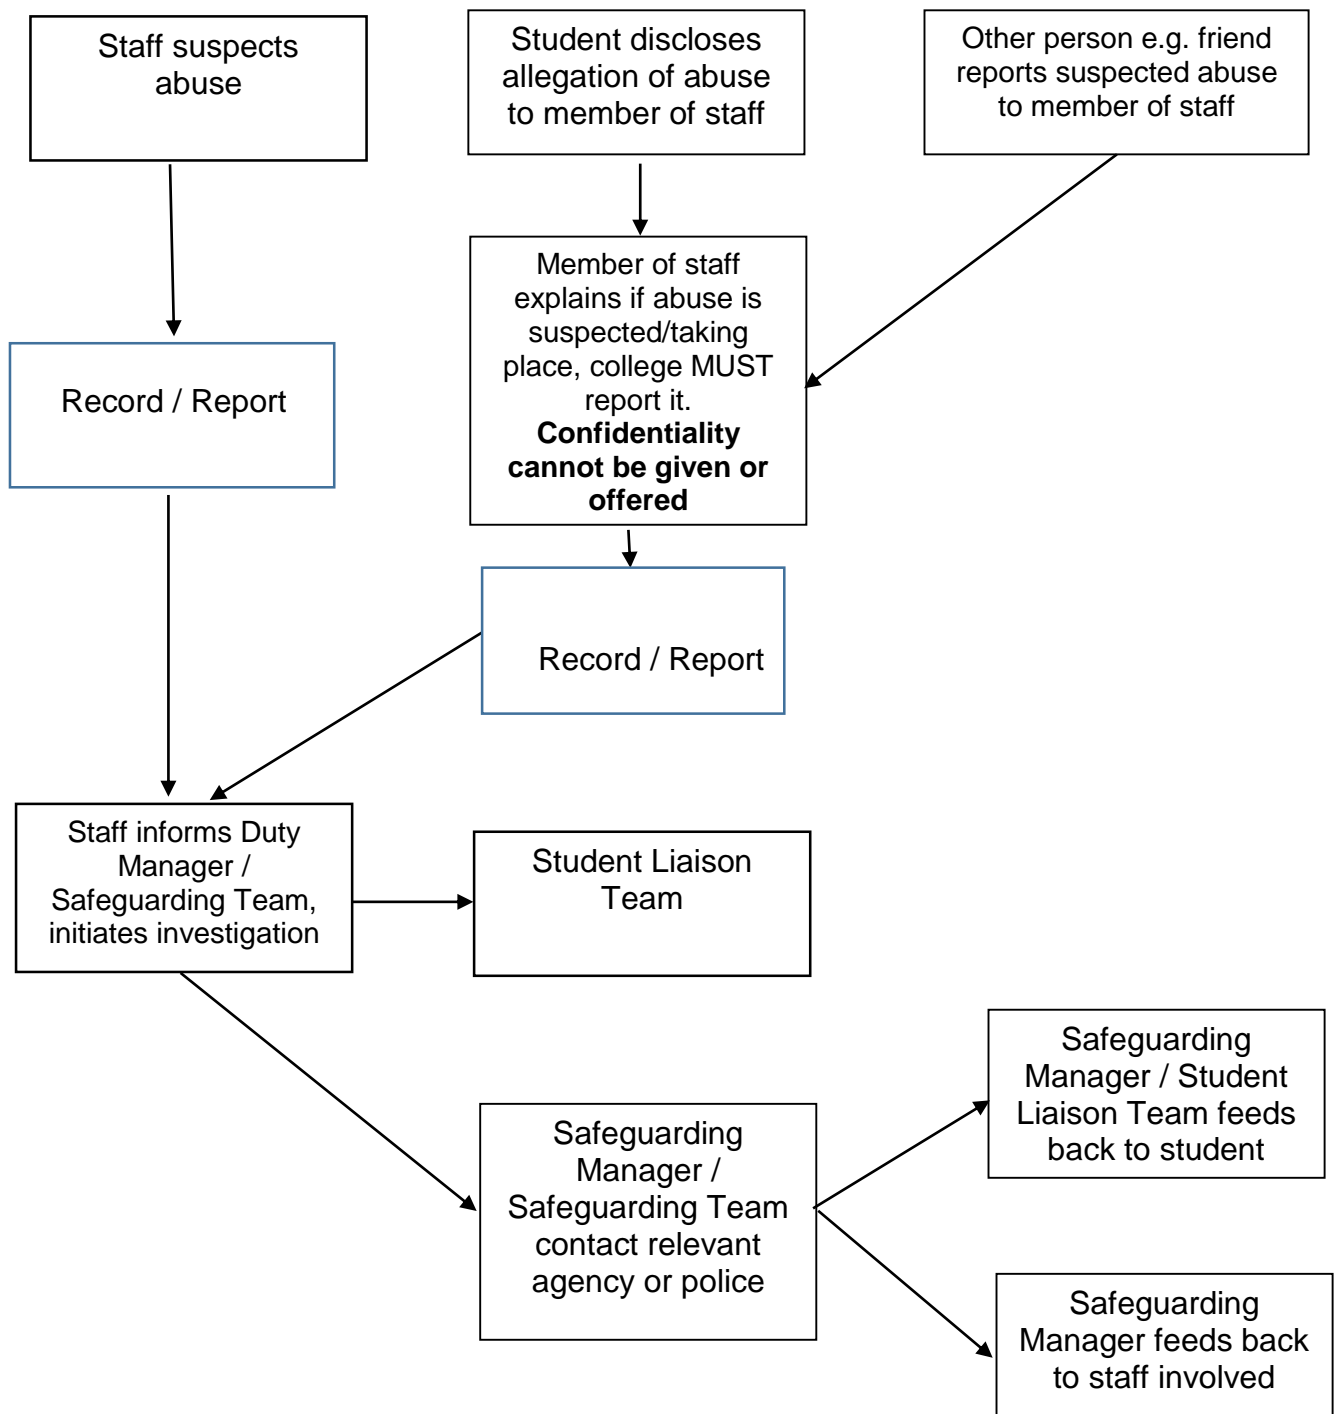 Staff suspects
abuse
Student discloses
allegation of abuse
to member of staff
Other person e.g. friend
reports suspected abuse
to member of staff
Member of staff
explains if abuse is
suspected/taking
place, college MUST
report it.
Confidentiality
cannot be given or
offered
Record / Report
Record / Report
Staff informs Duty
Manager /
Safeguarding Team,
initiates investigation
Student Liaison
Team
Safeguarding
Manager /
Safeguarding Team
contact relevant
agency or police
Safeguarding
Manager / Student
Liaison Team feeds
back to student
Safeguarding
Manager feeds back
to staff involved